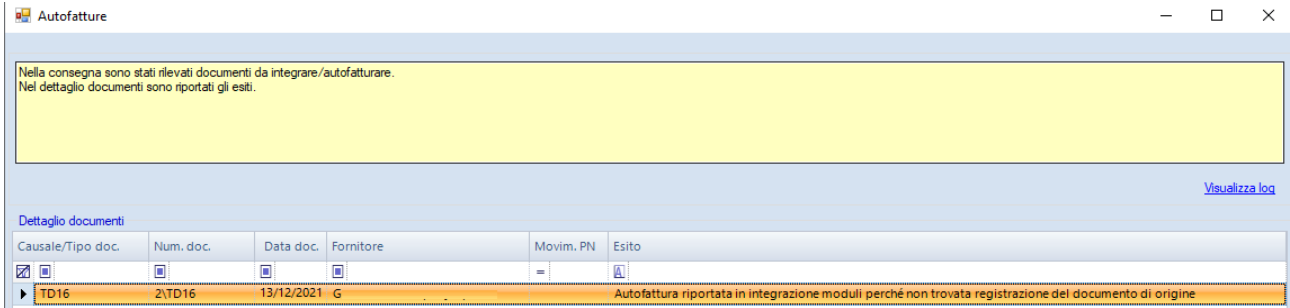 Autofatture
Nella consegna sono stati rilevati documenti da integrare/autofatturare.
Nel dettaglio documenti sono riportati gli esiti.
Visualizza log
Dettaglio documenti
Causale/Tipo doc. Num. doc. Data doc. Fornitore Movim. PN Esito
= A
TD16 2\TD16 13/12/2021 G Autofattura riportata in integrazione moduli perché non trovata registrazione del documento di origine